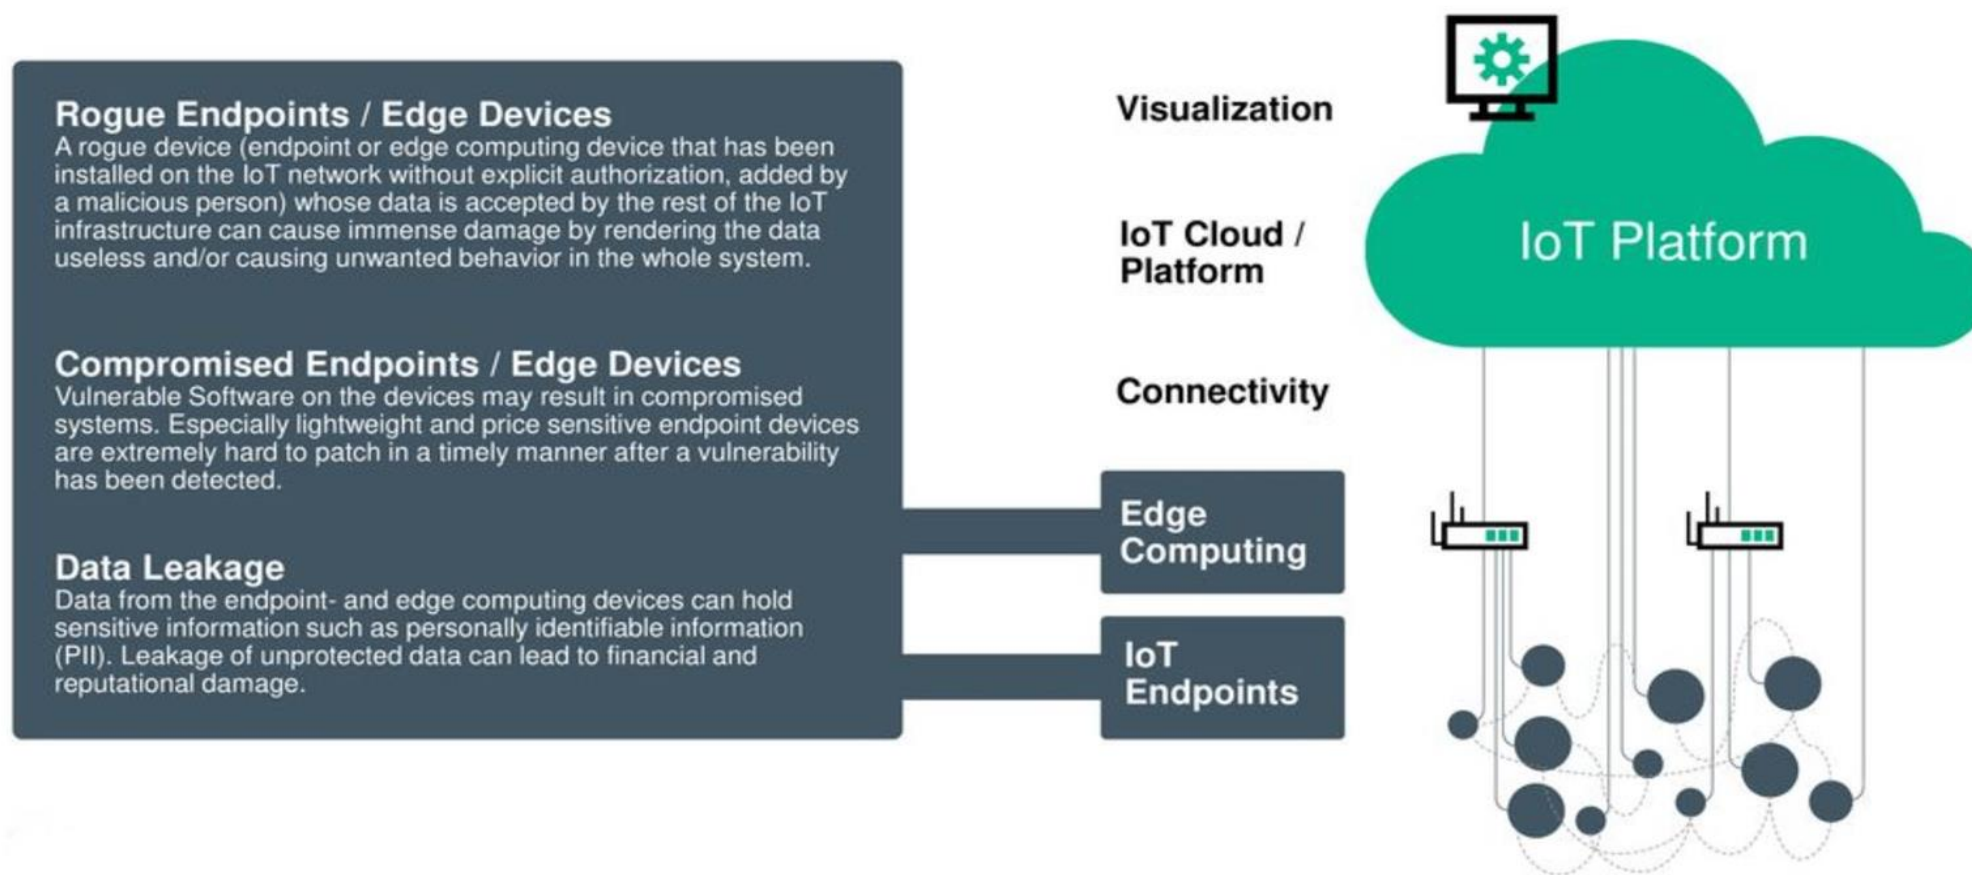 Rogue Endpoints / Edge Devices
A rogue device (endpoint or edge computing device that has been
installed on the IoT network without explicit authorization, added by
a malicious person) whose data is accepted by the rest of the IoT
infrastructure can cause immense damage by rendering the data
useless and/or causing unwanted behavior in the whole system.
Compromised Endpoints / Edge Devices
Vulnerable Software on the devices may result in compromised
systems. Especially lightweight and price sensitive endpoint devices
are extremely hard to patch in a timely manner after a vulnerability
has been detected.
Data Leakage
Data from the endpoint- and edge computing devices can hold
sensitive information such as personally identifiable information
(PII). Leakage of unprotected data can lead to financial and
reputational damage.
Visualization
IoT Cloud /
Platform
Connectivity
Edge
Computing
IoT
Endpoints
IoT Platform